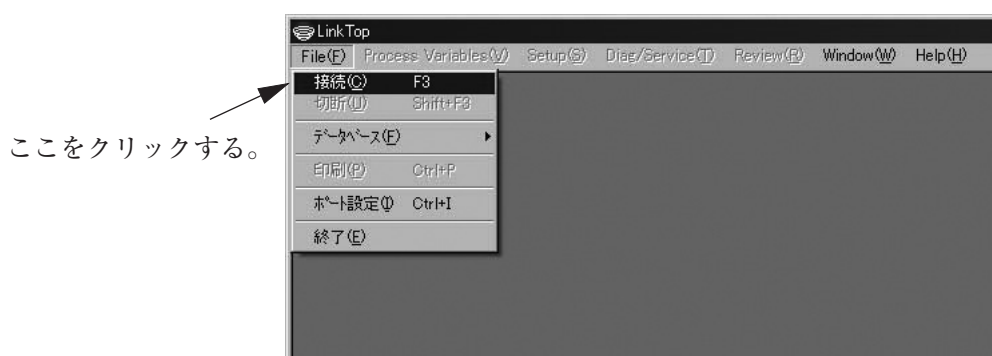 LinkTop
File(F) Process Variables(V) Setup(S) Diag/Service(T) Review(R) Window(W) Help(H)
接続(C) F3
切断(U) Shift+F3
データベース(F)
印刷(P) Ctrl+P
ポート設定(I) Ctrl+I
終了(E)
ここをクリックする。